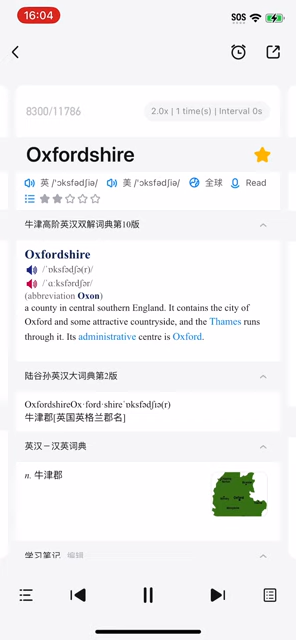 16:04
SOS
8300/11786
2.0x | 1 time(s) | Interval 0s
Oxfordshire
英 /'ɔksfədʃiə/ 美 /'ɔksfədʃiə/ 全球 Read
牛津高阶英汉双解词典第10版
Oxfordshire
/ˈɒksfədʃə(r)/
/ˈɑːksfərdʃər/
(abbreviation Oxon)
a county in central southern England. It contains the city of
Oxford and some attractive countryside, and the Thames runs
through it. Its administrative centre is Oxford.
陆谷孙英汉大词典第2版
OxfordshireOx·ford·shireˈɒksfədʃɪə(r)
牛津郡[英国英格兰郡名]
英汉－汉英词典
n. 牛津郡
学习笔记 编辑